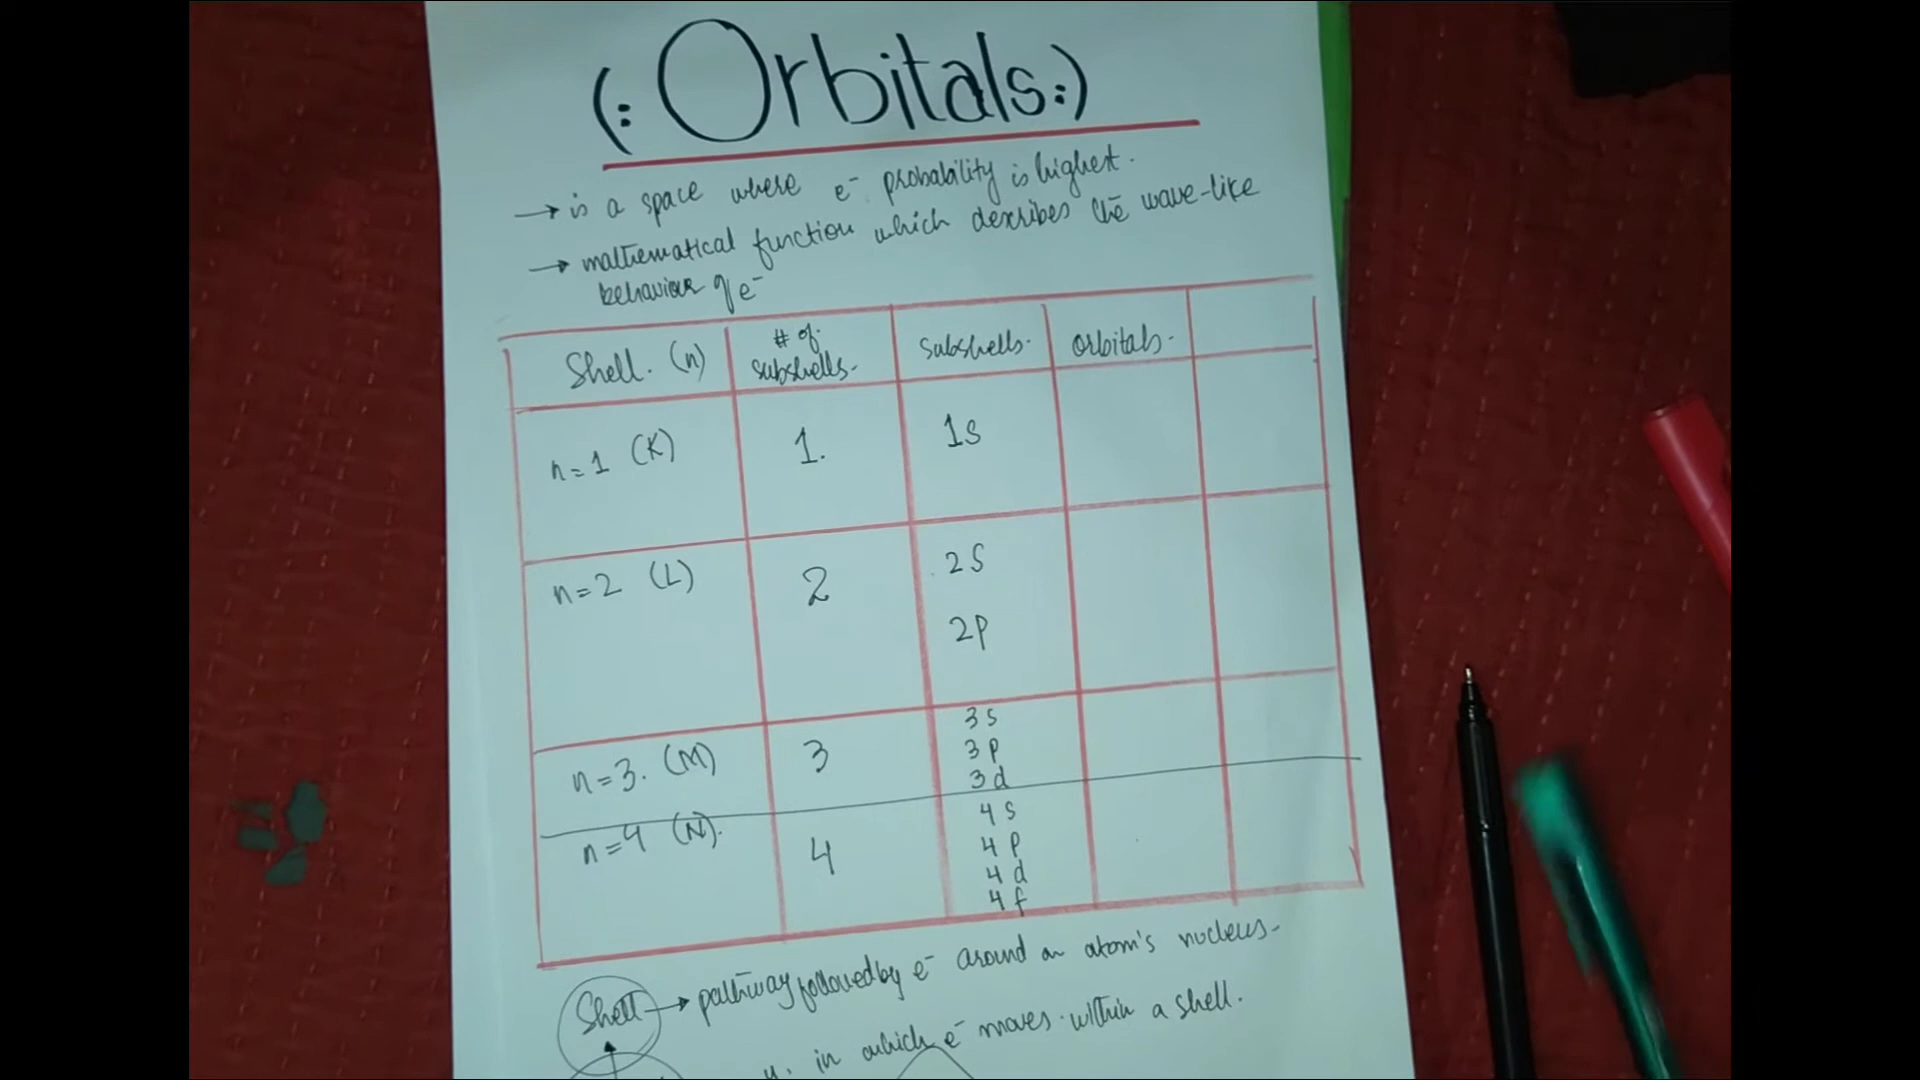 (: Orbitals :)
→ is a space where e⁻ probability is highest.
→ mathematical function which describes the wave-like
behaviour of e⁻
Shell. (n)
# of
subshells.
Subshells.
orbitals.
n=1 (K)
1.
1s
n=2 (L)
2
2s
2p
n=3. (M)
3
3s
3p
3d
n=4 (N).
4
4s
4p
4d
4f
Shell → pathway followed by e⁻ around an atom's nucleus.
in which e⁻ moves within a shell.